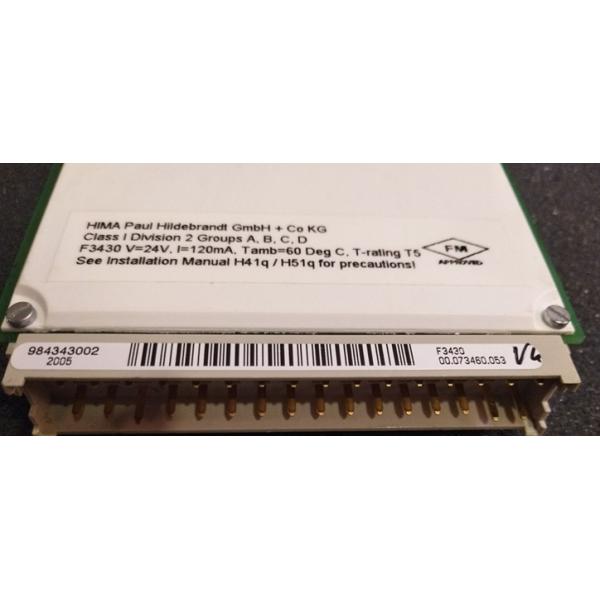 HIMA Paul Hildebrandt GmbH + Co KG
Class I Division 2 Groups A, B, C, D
F3430 V=24V, I=120mA, Tamb=60 Deg C, T-rating T5
See Installation Manual H41q / H51q for precautions!
FM
APPROVED
984343002
2005
F3430
00.073460.053
V4